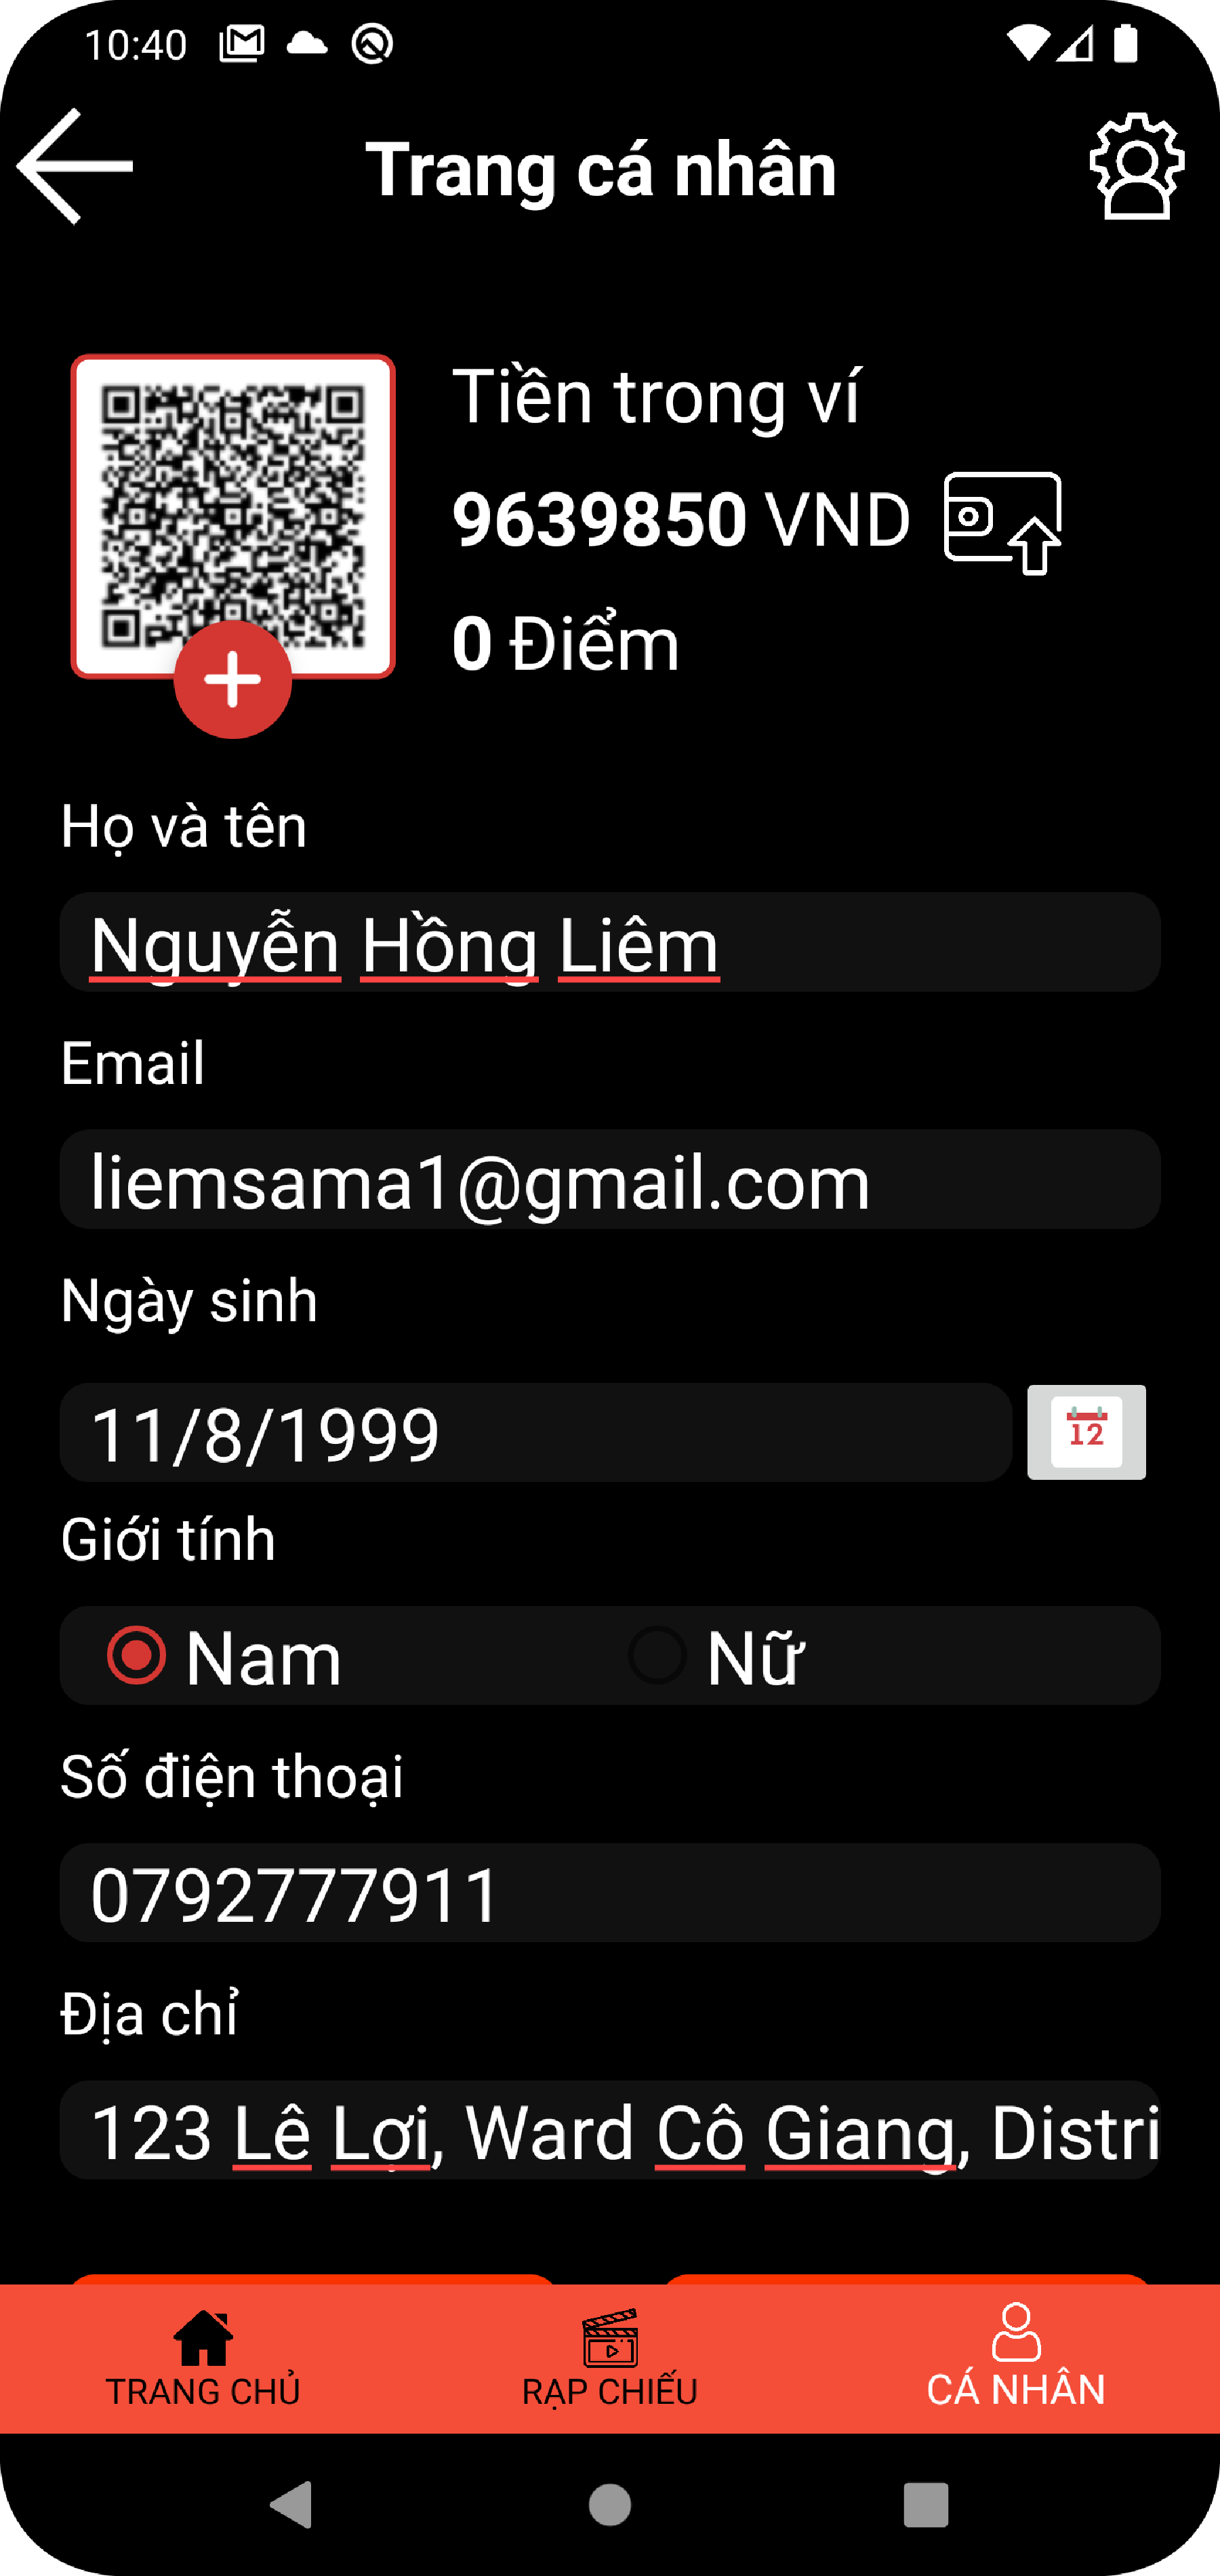 10:40
Trang cá nhân
Tiền trong ví
9639850 VND
0 Điểm
Họ và tên
Nguyễn Hồng Liêm
Email
liemsama1@gmail.com
Ngày sinh
11/8/1999
12
Giới tính
Nam Nữ
Số điện thoại
0792777911
Địa chỉ
123 Lê Lợi, Ward Cô Giang, Distri
TRANG CHỦ RẠP CHIẾU CÁ NHÂN